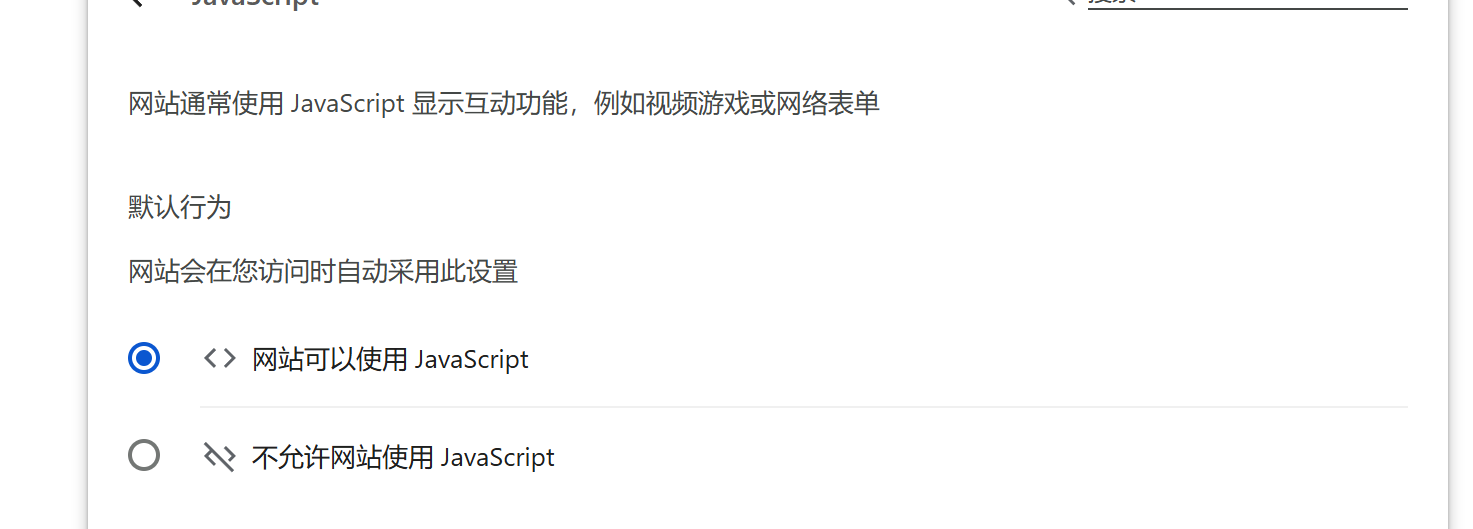 JavaScript
搜索
网站通常使用 JavaScript 显示互动功能，例如视频游戏或网络表单
默认行为
网站会在您访问时自动采用此设置
网站可以使用 JavaScript
不允许网站使用 JavaScript